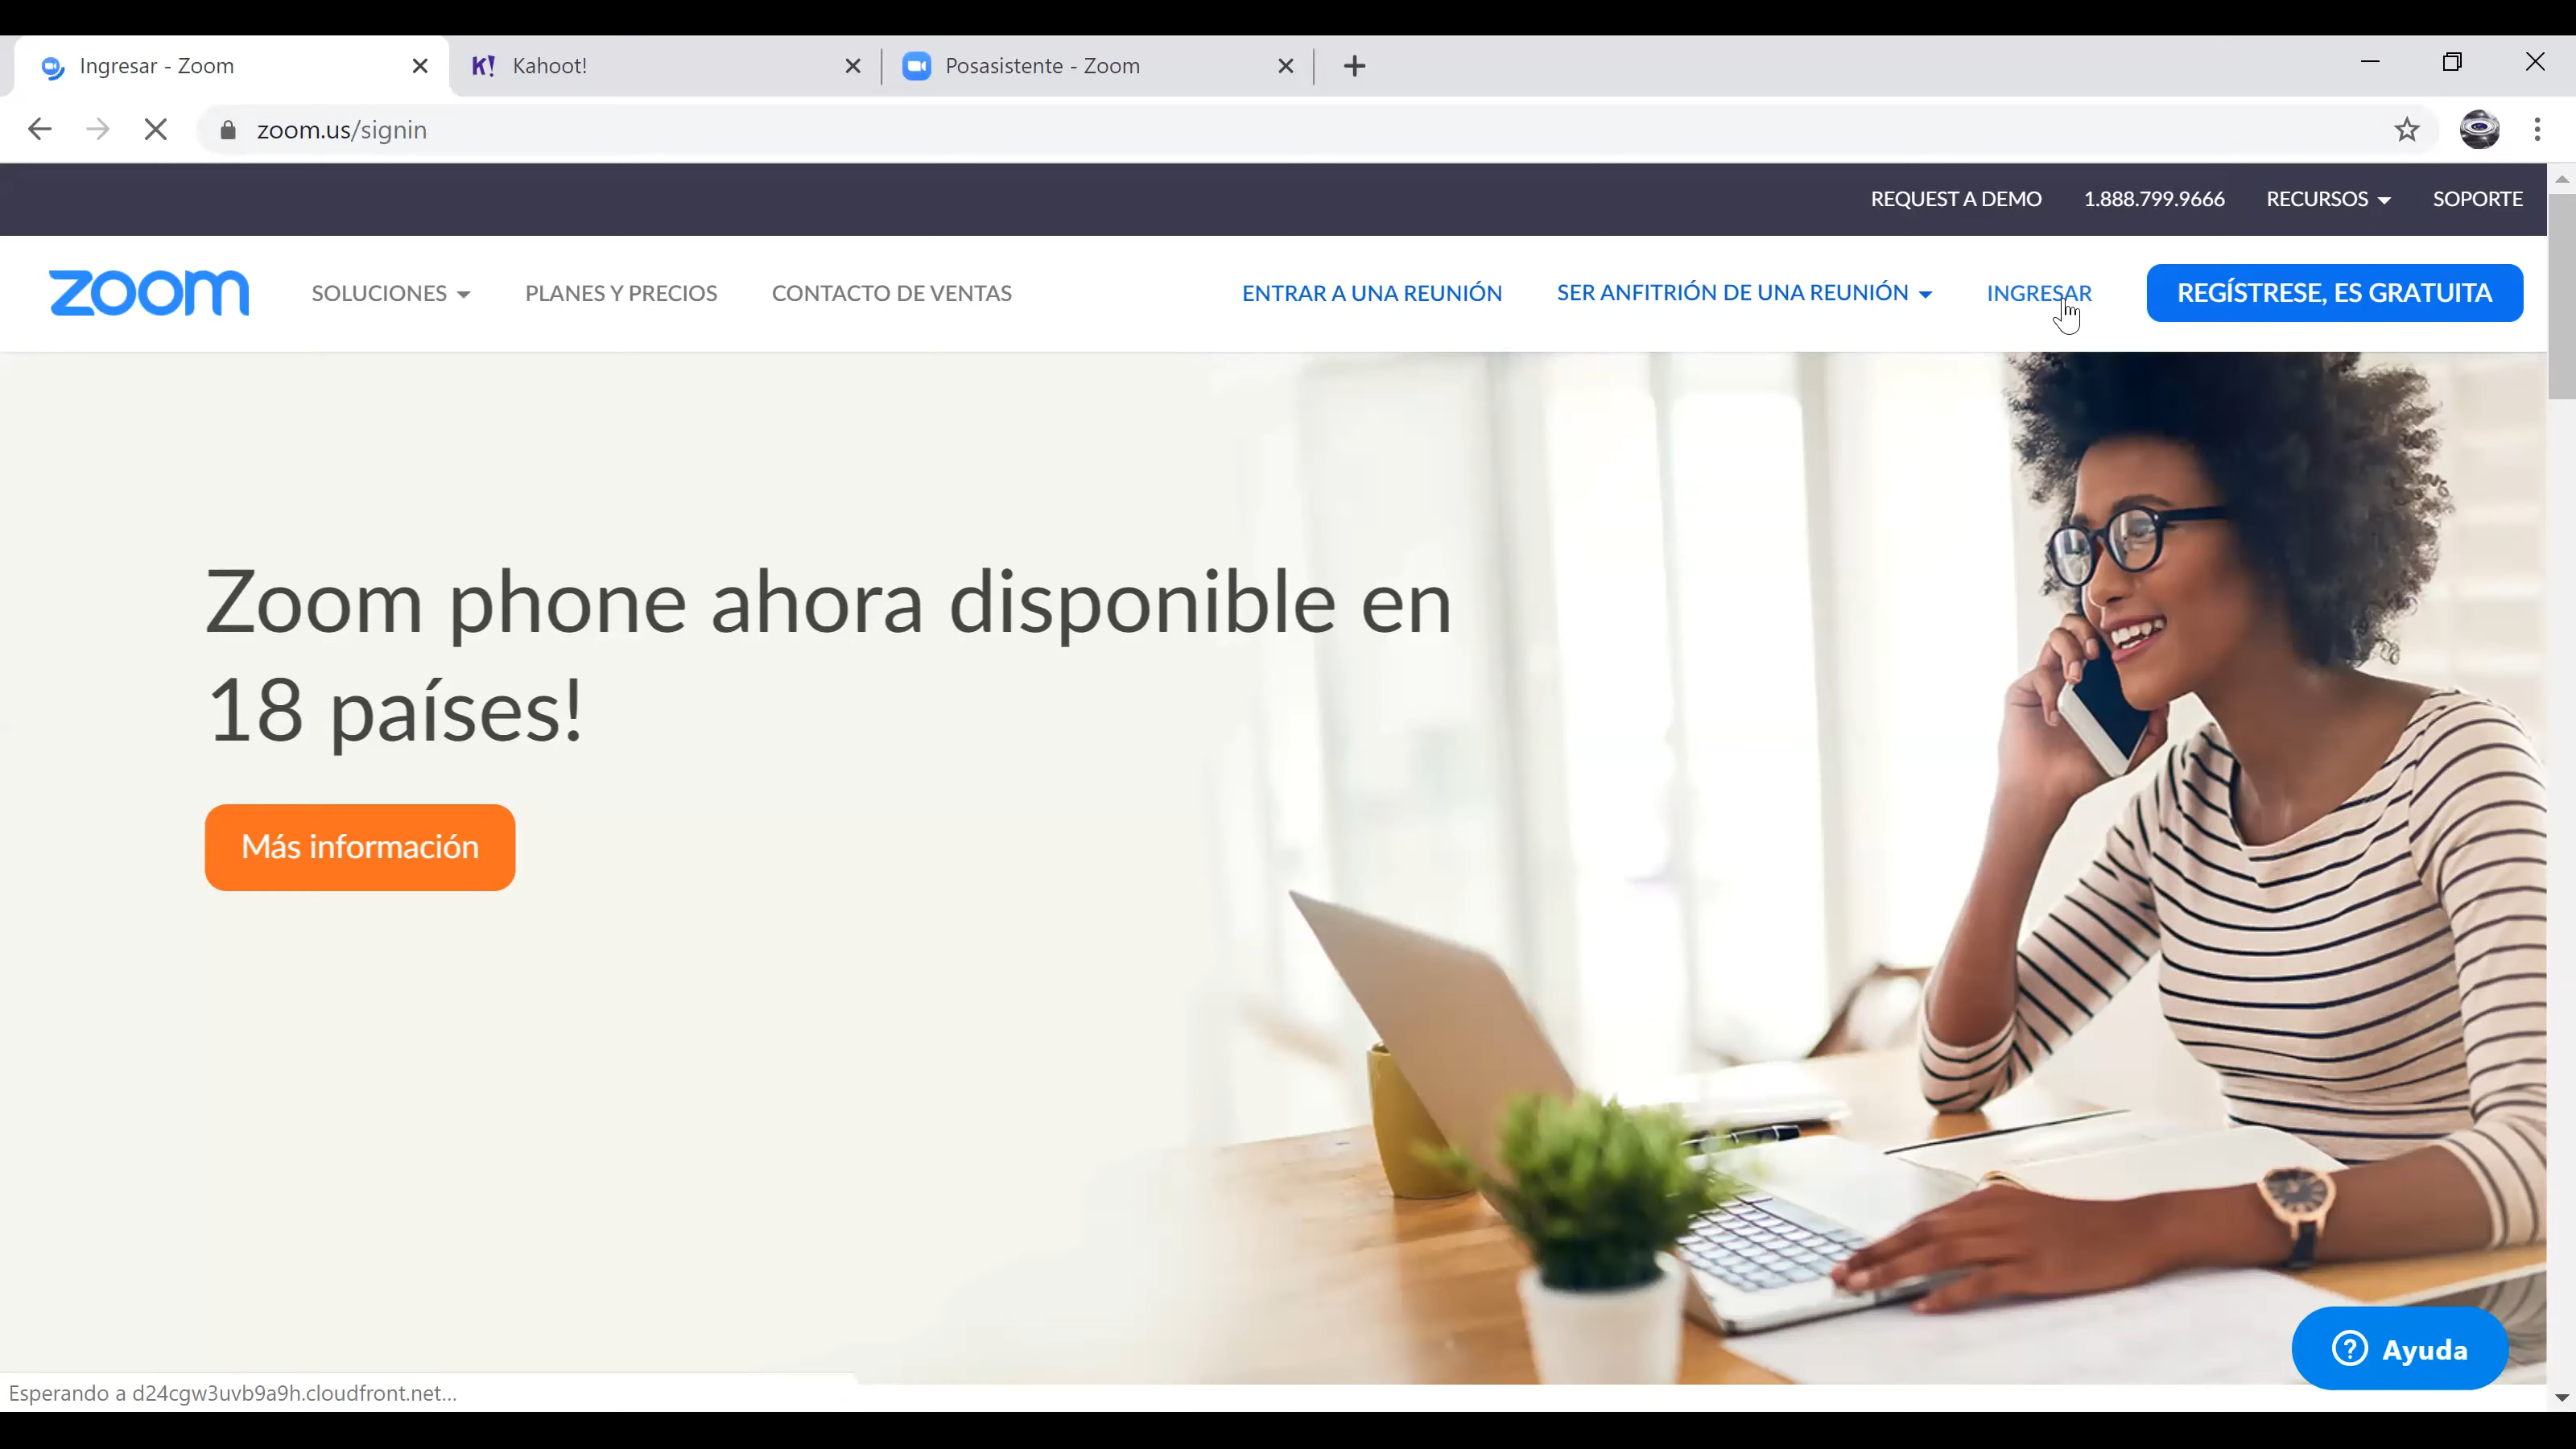 Ingresar - Zoom
Kahoot!
Posasistente - Zoom
zoom.us/signin
REQUEST A DEMO
1.888.799.9666
RECURSOS
SOPORTE
zoom
SOLUCIONES
PLANES Y PRECIOS
CONTACTO DE VENTAS
ENTRAR A UNA REUNIÓN
SER ANFITRIÓN DE UNA REUNIÓN
INGRESAR
REGÍSTRESE, ES GRATUITA
Zoom phone ahora disponible en
18 países!
Más información
Ayuda
Esperando a d24cgw3uvb9a9h.cloudfront.net...